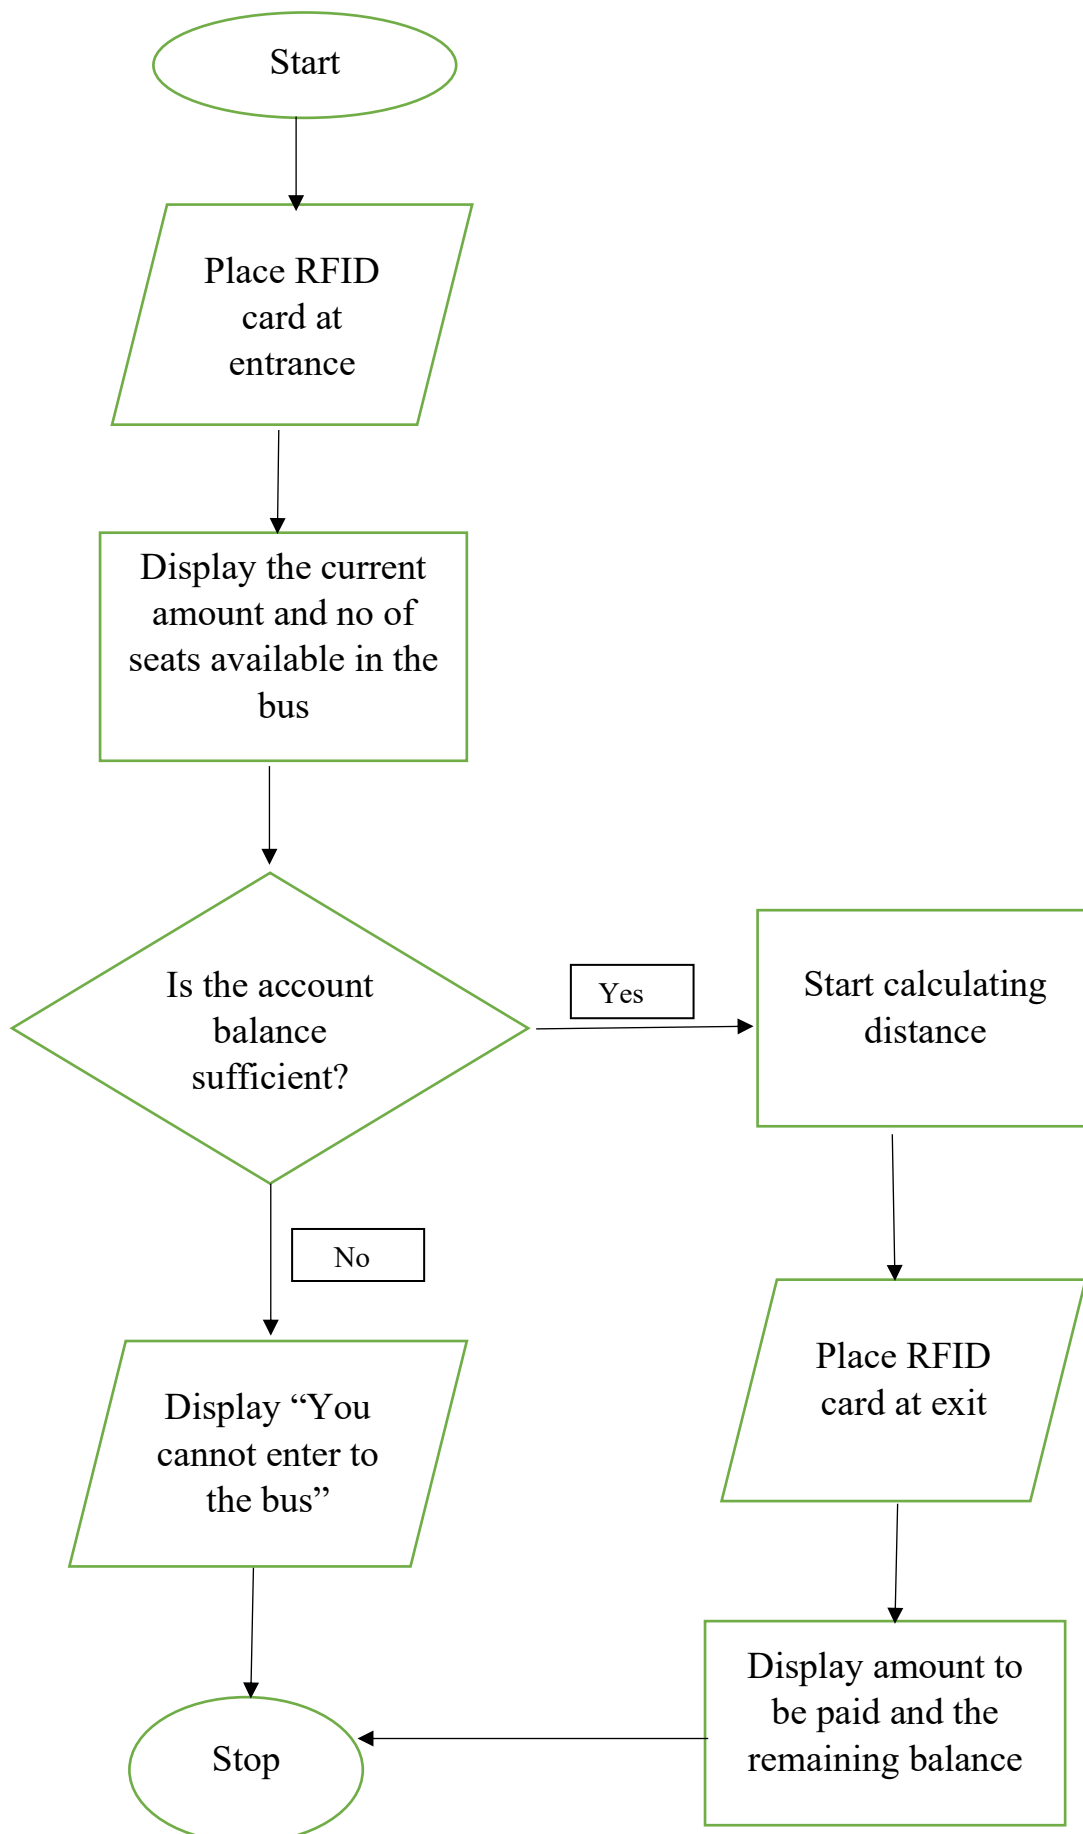 Start
Place RFID
card at
entrance
Display the current
amount and no of
seats available in the
bus
Is the account
balance
sufficient?
Yes
Start calculating
distance
No
Place RFID
card at exit
Display “You
cannot enter to
the bus”
Display amount to
be paid and the
remaining balance
Stop